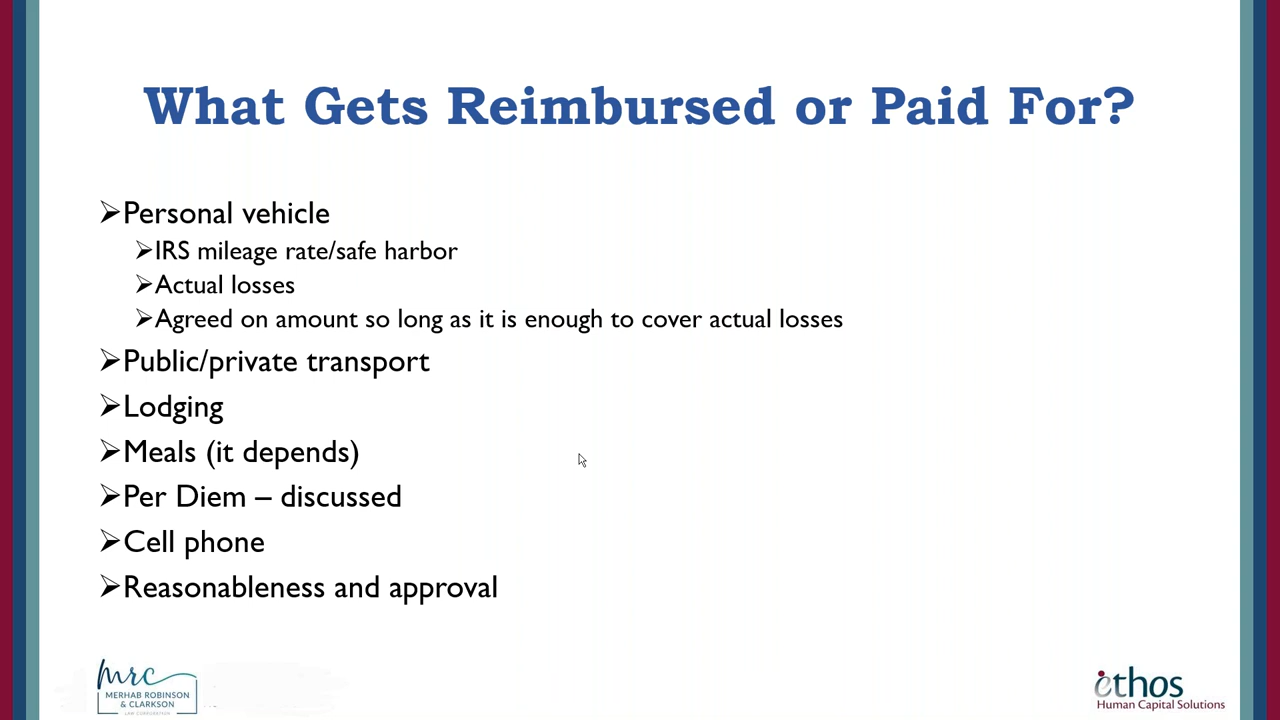 What Gets Reimbursed or Paid For?
➢Personal vehicle
➢IRS mileage rate/safe harbor
➢Actual losses
➢Agreed on amount so long as it is enough to cover actual losses
➢Public/private transport
➢Lodging
➢Meals (it depends)
➢Per Diem – discussed
➢Cell phone
➢Reasonableness and approval
mrc
MERHAB ROBINSON
& CLARKSON
LAW CORPORATION
ethos
Human Capital Solutions